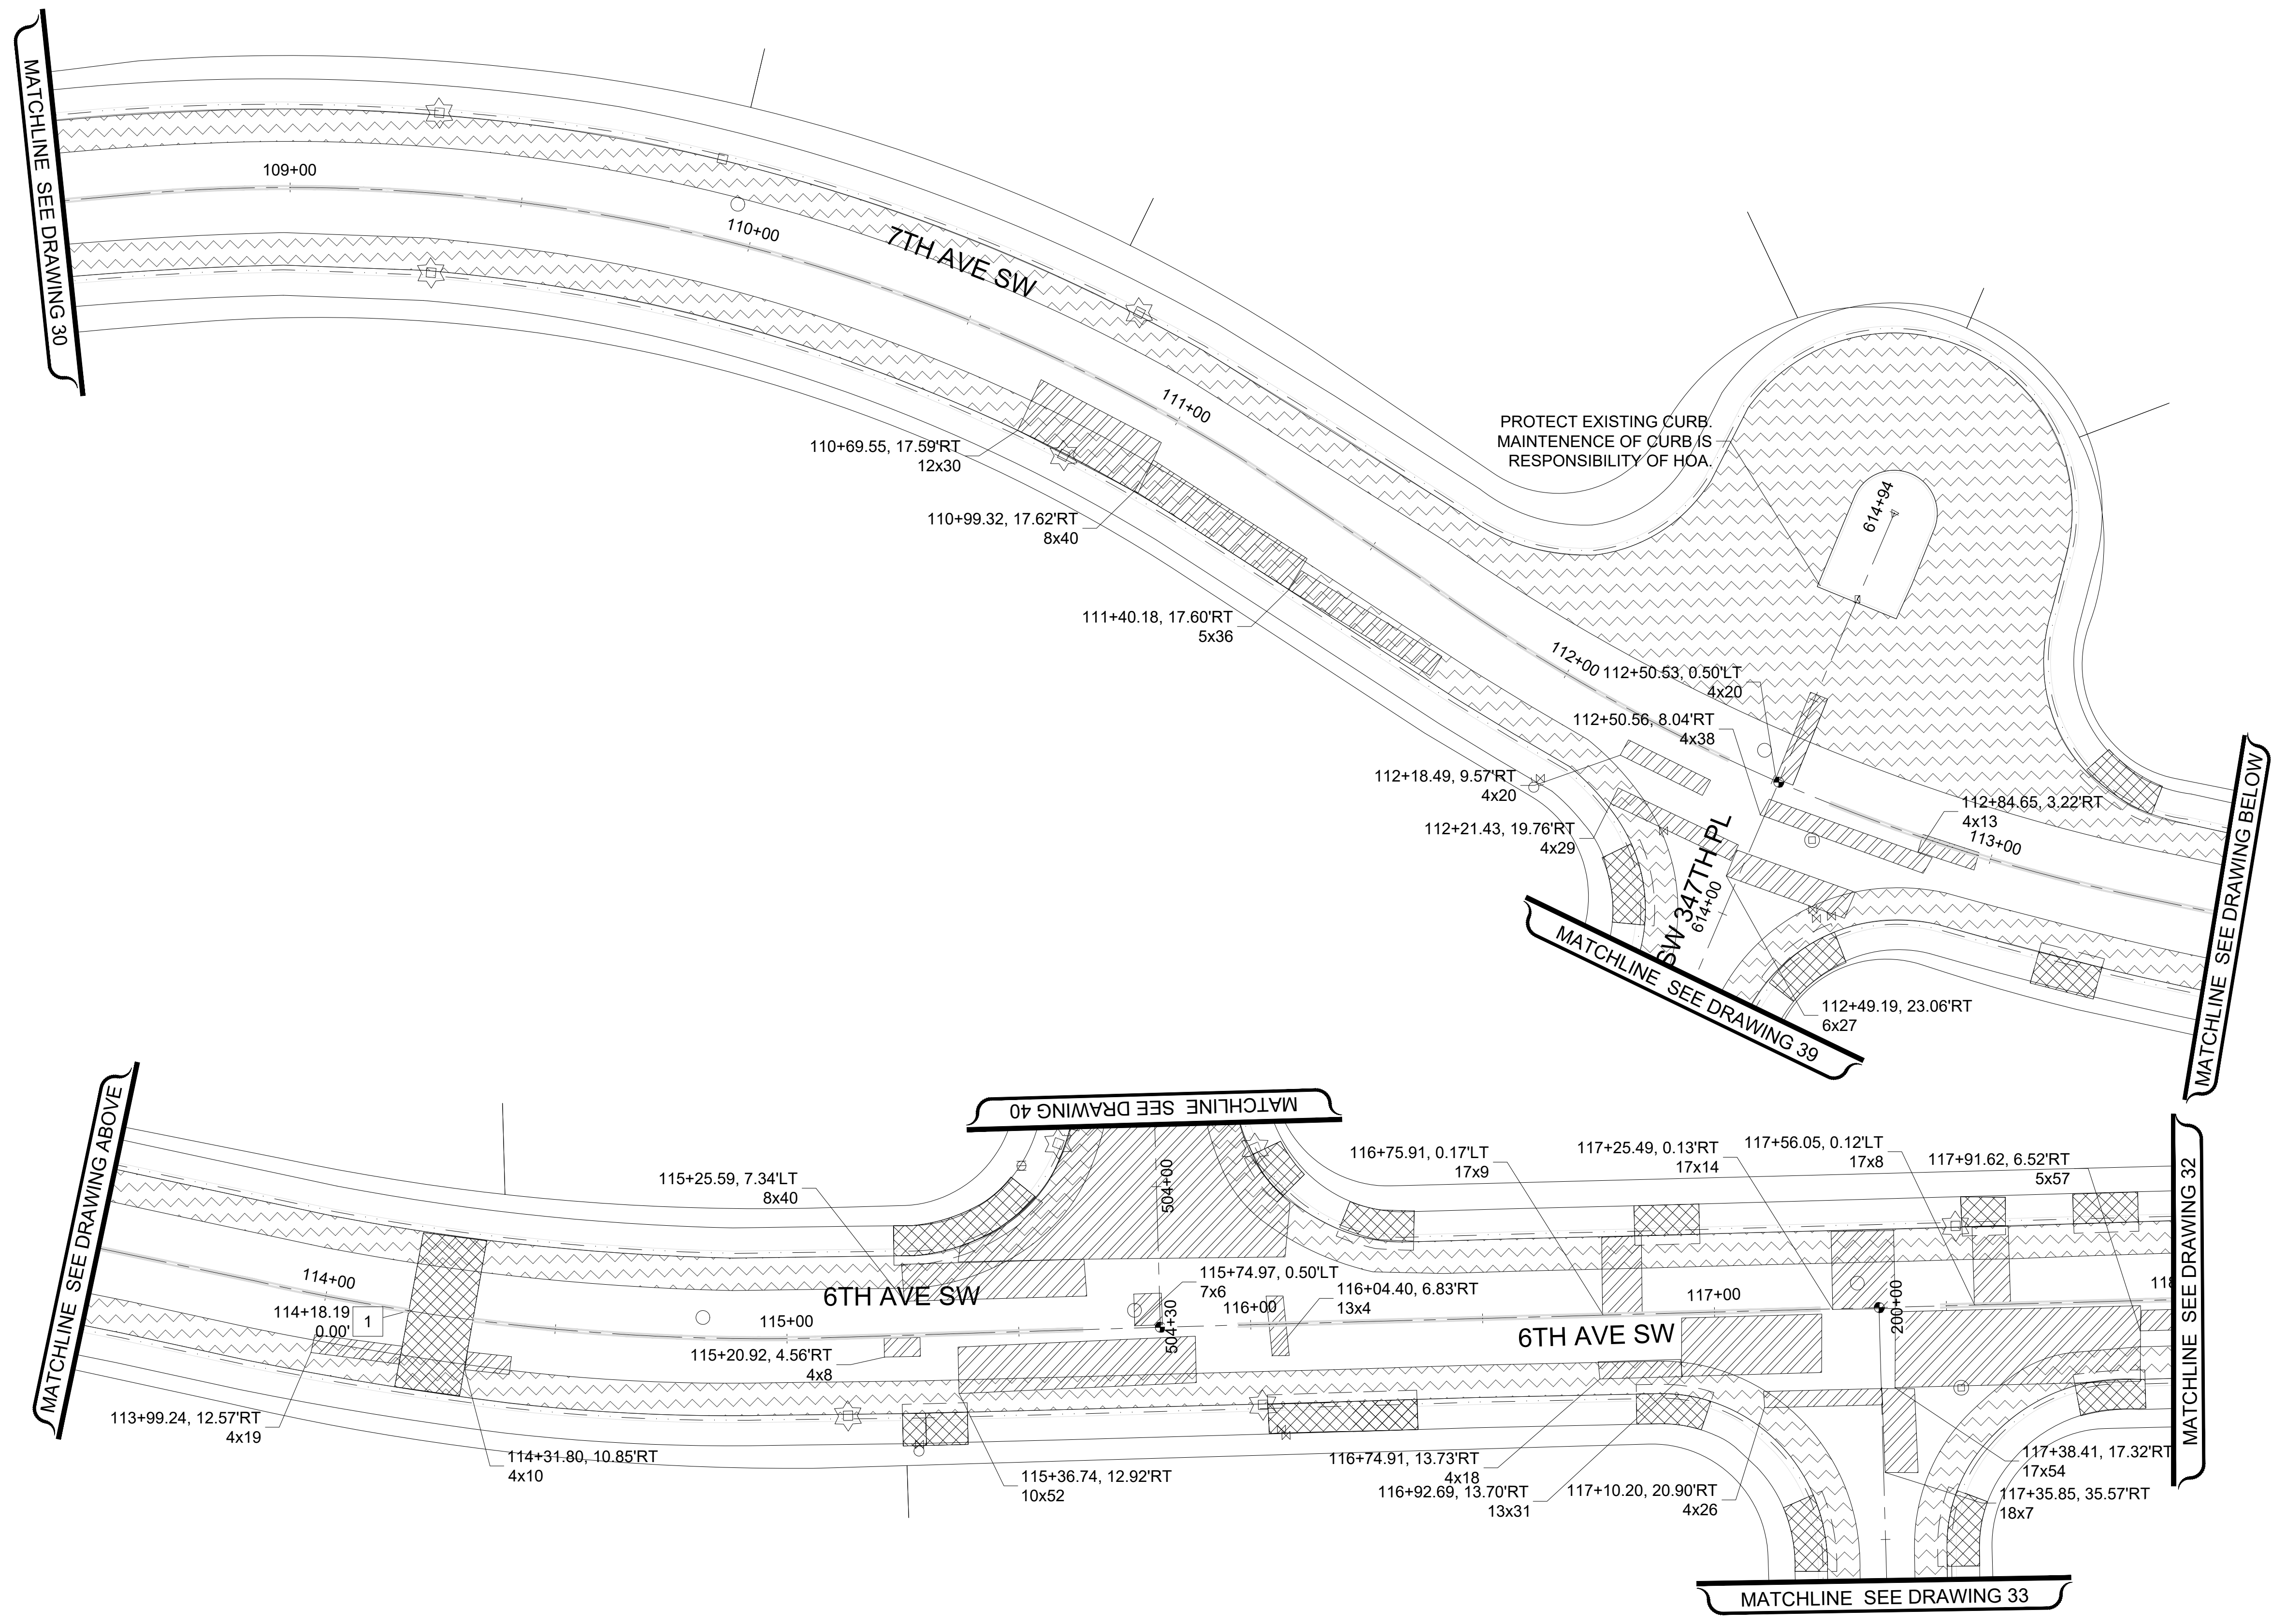 MATCHLINE  SEE DRAWING 30
109+00
110+00
7TH AVE SW
110+69.55, 17.59'RT
12x30
110+99.32, 17.62'RT
8x40
111+00
111+40.18, 17.60'RT
5x36
PROTECT EXISTING CURB.
MAINTENENCE OF CURB IS
RESPONSIBILITY OF HOA.
614+94
112+00
112+50.53, 0.50'LT
4x20
112+50.56, 8.04'RT
4x38
112+18.49, 9.57'RT
4x20
112+21.43, 19.76'RT
4x29
112+84.65, 3.22'RT
4x13
113+00
SW 347TH PL
614+00
112+49.19, 23.06'RT
6x27
MATCHLINE  SEE DRAWING 39
MATCHLINE  SEE DRAWING BELOW
MATCHLINE  SEE DRAWING ABOVE
114+00
114+18.19
0.00'
1
113+99.24, 12.57'RT
4x19
114+31.80, 10.85'RT
4x10
115+25.59, 7.34'LT
8x40
6TH AVE SW
115+00
115+20.92, 4.56'RT
4x8
115+36.74, 12.92'RT
10x52
MATCHLINE  SEE DRAWING 40
504+00
115+74.97, 0.50'LT
7x6
504+30
116+00
116+04.40, 6.83'RT
13x4
116+75.91, 0.17'LT
17x9
117+25.49, 0.13'RT
17x14
117+56.05, 0.12'LT
17x8
117+91.62, 6.52'RT
5x57
6TH AVE SW
117+00
200+00
118
116+74.91, 13.73'RT
4x18
116+92.69, 13.70'RT
13x31
117+10.20, 20.90'RT
4x26
117+38.41, 17.32'RT
17x54
117+35.85, 35.57'RT
18x7
MATCHLINE  SEE DRAWING 32
MATCHLINE  SEE DRAWING 33